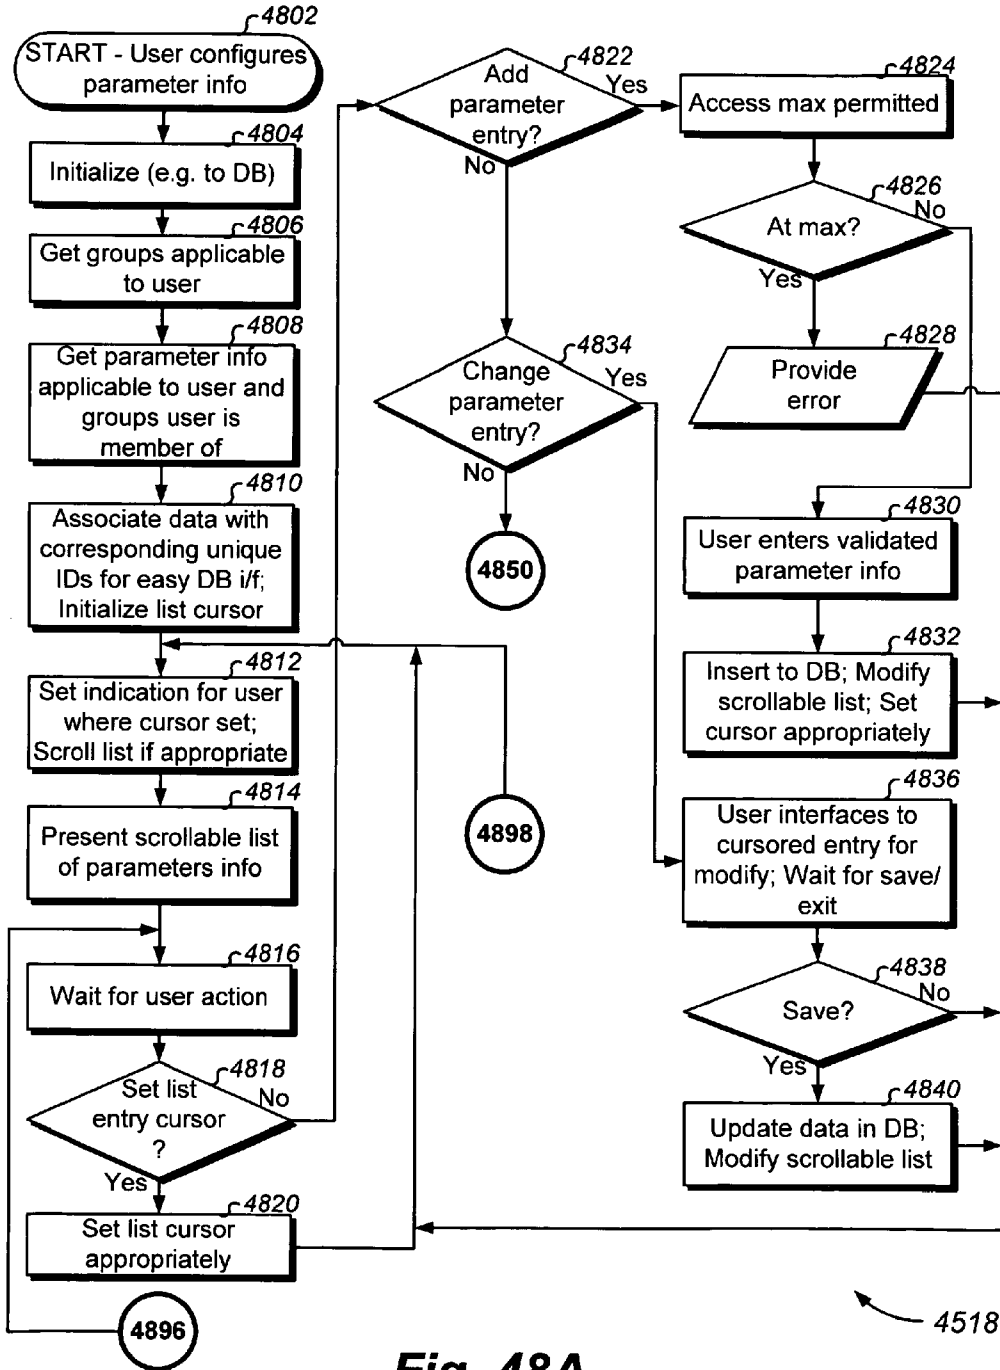 4802
START - User configures
parameter info
4804
Initialize (e.g. to DB)
4806
Get groups applicable
to user
4808
Get parameter info
applicable to user and
groups user is
member of
4810
Associate data with
corresponding unique
IDs for easy DB i/f;
Initialize list cursor
4812
Set indication for user
where cursor set;
Scroll list if appropriate
4814
Present scrollable list
of parameters info
4816
Wait for user action
4818
Set list
entry cursor
?
No
Yes
4820
Set list cursor
appropriately
4896
4822
Add
parameter
entry?
Yes
No
4834
Change
parameter
entry?
Yes
No
4850
4898
4824
Access max permitted
4826
At max?
No
Yes
4828
Provide
error
4830
User enters validated
parameter info
4832
Insert to DB; Modify
scrollable list; Set
cursor appropriately
4836
User interfaces to
cursored entry for
modify; Wait for save/
exit
4838
Save?
No
Yes
4840
Update data in DB;
Modify scrollable list
4518
Fig. 48A